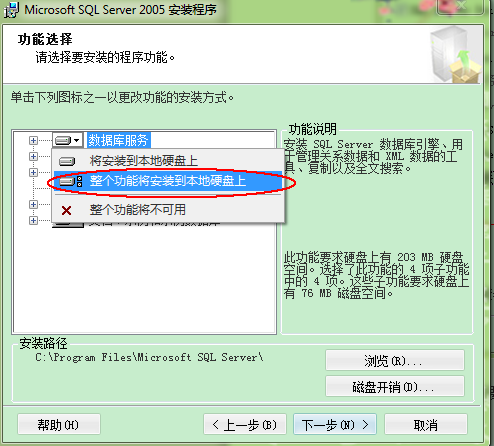 Microsoft SQL Server 2005 安装程序
功能选择
请选择要安装的程序功能。
单击下列图标之一以更改功能的安装方式。
数据库服务
将安装到本地硬盘上
整个功能将安装到本地硬盘上
整个功能将不可用
功能说明
安装 SQL Server 数据库引擎、用
于管理关系数据和 XML 数据的工
具、复制以及全文搜索。
此功能要求硬盘上有 203 MB 硬盘
空间。选择了此功能的 4 项子功能
中的 4 项。这些子功能要求硬盘上
有 76 MB 磁盘空间。
安装路径
C:\Program Files\Microsoft SQL Server\
浏览(R)...
磁盘开销(D)...
帮助(H)
< 上一步(B)
下一步(N) >
取消